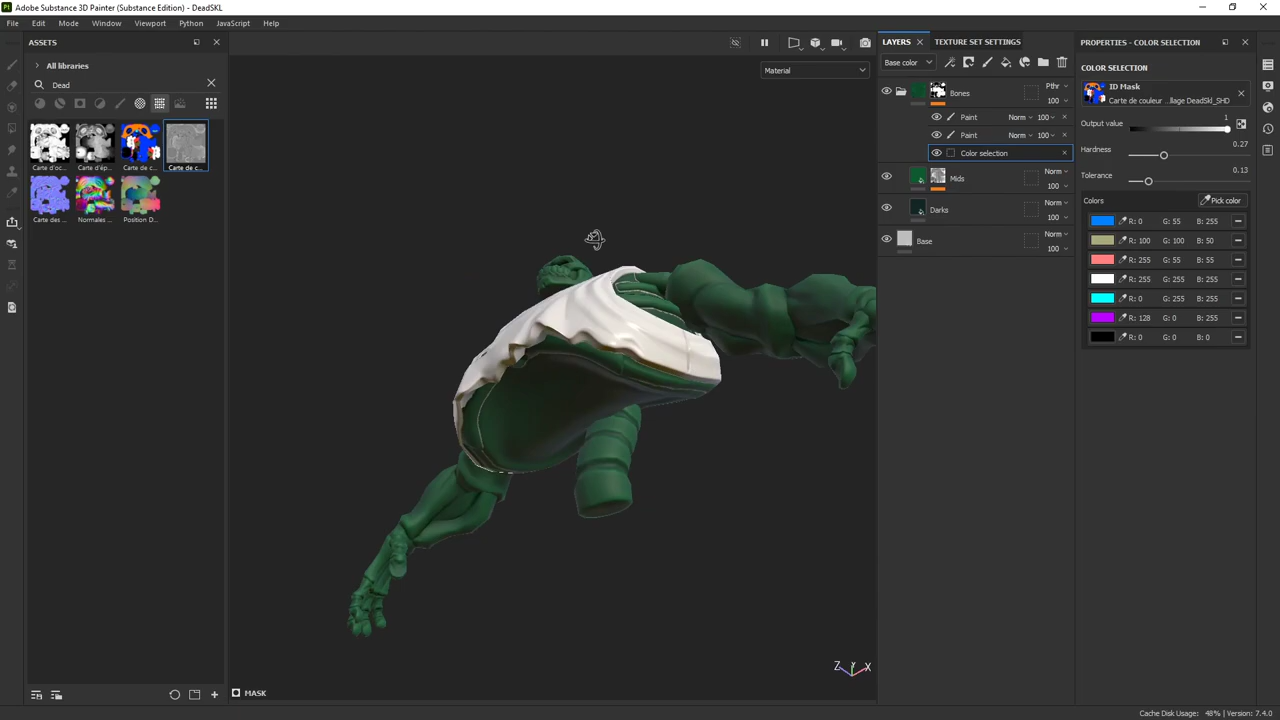 Adobe Substance 3D Painter (Substance Edition) - DeadSKL
File Edit Mode Window Viewport Python JavaScript Help
ASSETS
All libraries
Dead
Carte d'oc...
Carte d'ép...
Carte de c...
Carte de c...
Carte des ...
Normales ...
Position D...
Material
MASK
Z Y X
LAYERS
TEXTURE SET SETTINGS
Base color
Bones
Pthr
100
Paint Norm 100
Paint Norm 100
Color selection
Mids
Norm
100
Darks
Norm
100
Base
Norm
100
PROPERTIES - COLOR SELECTION
COLOR SELECTION
ID Mask
Carte de couleur ...llage DeadSkl_SHD
Output value 1
Hardness 0.27
Tolerance 0.13
Colors Pick color
R: 0 G: 55 B: 255
R: 100 G: 100 B: 50
R: 255 G: 55 B: 55
R: 255 G: 255 B: 255
R: 0 G: 255 B: 255
R: 128 G: 0 B: 255
R: 0 G: 0 B: 0
Cache Disk Usage: 48% | Version: 7.4.0